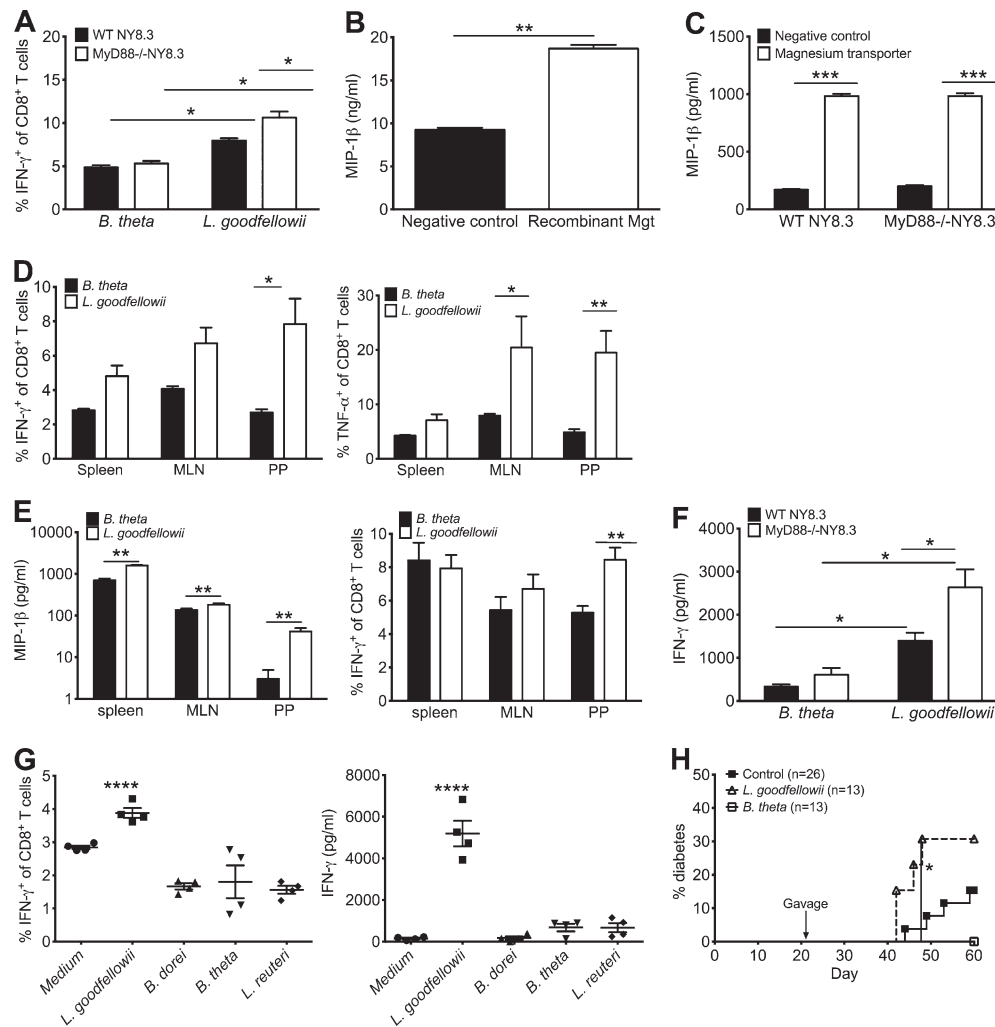 A
WT NY8.3
MyD88-/-NY8.3
% IFN-γ+ of CD8+ T cells
20
15
10
5
0
*
*
*
B. theta
L. goodfellowii
B
MIP-1β (ng/ml)
20
15
10
5
0
**
Negative control
Recombinant Mgt
C
Negative control
Magnesium transporter
MIP-1β (pg/ml)
1500
1000
500
0
***
***
WT NY8.3
MyD88-/-NY8.3
D
B. theta
L. goodfellowii
% IFN-γ+ of CD8+ T cells
10
8
6
4
2
0
*
Spleen
MLN
PP
B. theta
L. goodfellowii
% TNF-α+ of CD8+ T cells
30
20
10
0
*
**
Spleen
MLN
PP
E
B. theta
L. goodfellowii
MIP-1β (pg/ml)
10000
1000
100
10
1
**
**
**
spleen
MLN
PP
B. theta
L. goodfellowii
% IFN-γ+ of CD8+ T cells
10
8
6
4
2
0
**
spleen
MLN
PP
F
WT NY8.3
MyD88-/-NY8.3
IFN-γ (pg/ml)
4000
3000
2000
1000
0
*
*
*
B. theta
L. goodfellowii
G
% IFN-γ+ of CD8+ T cells
5
4
3
2
1
0
****
Medium
L. goodfellowii
B. dorei
B. theta
L. reuteri
IFN-γ (pg/ml)
8000
6000
4000
2000
0
****
Medium
L. goodfellowii
B. dorei
B. theta
L. reuteri
H
Control (n=26)
L. goodfellowii (n=13)
B. theta (n=13)
% diabetes
50
40
30
20
10
0
*
Gavage
0
10
20
30
40
50
60
Day